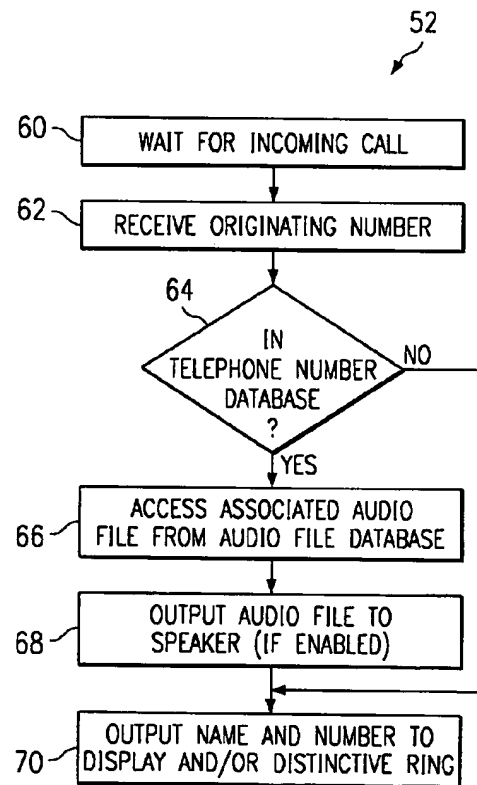 52
60
WAIT FOR INCOMING CALL
62
RECEIVE ORIGINATING NUMBER
64
IN
TELEPHONE NUMBER
DATABASE
?
NO
YES
66
ACCESS ASSOCIATED AUDIO
FILE FROM AUDIO FILE DATABASE
68
OUTPUT AUDIO FILE TO
SPEAKER (IF ENABLED)
70
OUTPUT NAME AND NUMBER TO
DISPLAY AND/OR DISTINCTIVE RING